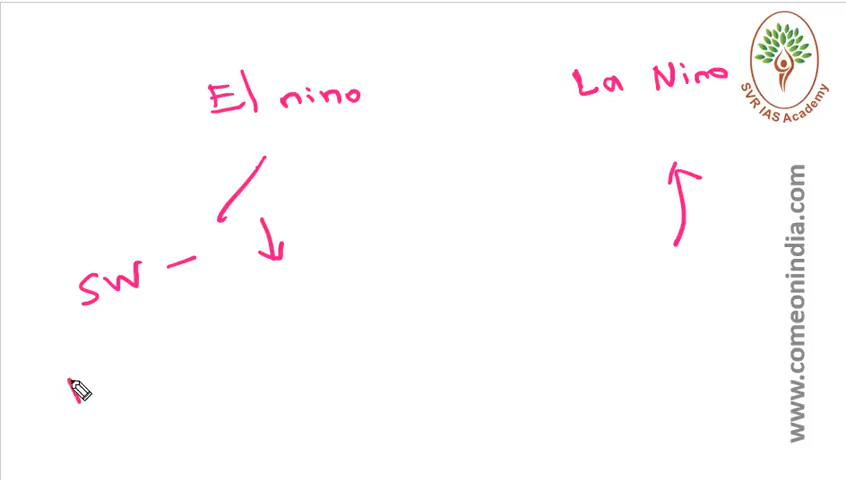 El nino
La Nino
SW -
SVR IAS Academy
www.comeonindia.com